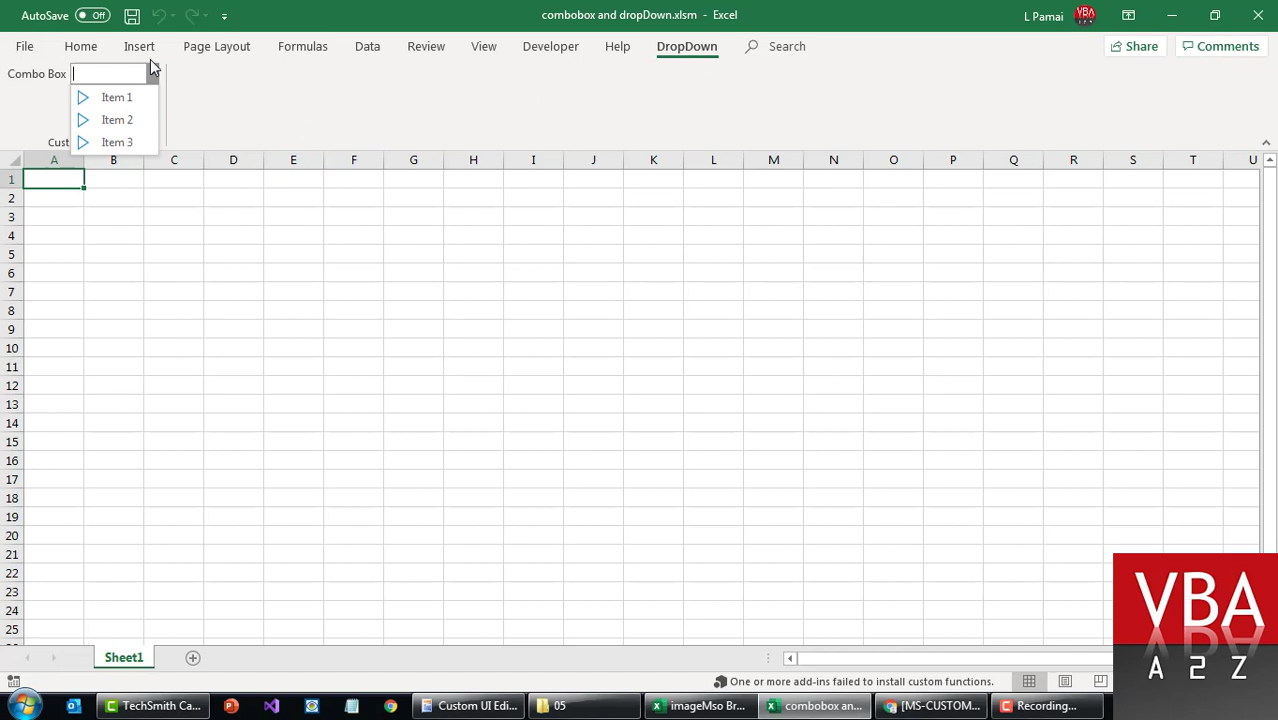 AutoSave Off combobox and dropDown.xlsm - Excel L Pamai
File Home Insert Page Layout Formulas Data Review View Developer Help DropDown Search Share Comments
Combo Box
Item 1
Item 2
Item 3
Cust
A B C D E F G H I J K L M N O P Q R S T U
1
2
3
4
5
6
7
8
9
10
11
12
13
14
15
16
17
18
19
20
21
22
23
24
25
Sheet1
One or more add-ins failed to install custom functions.
TechSmith Ca... Custom UI Edi... 05 imageMso Br... combobox an... [MS-CUSTOM... Recording...
VBA
A 2 Z